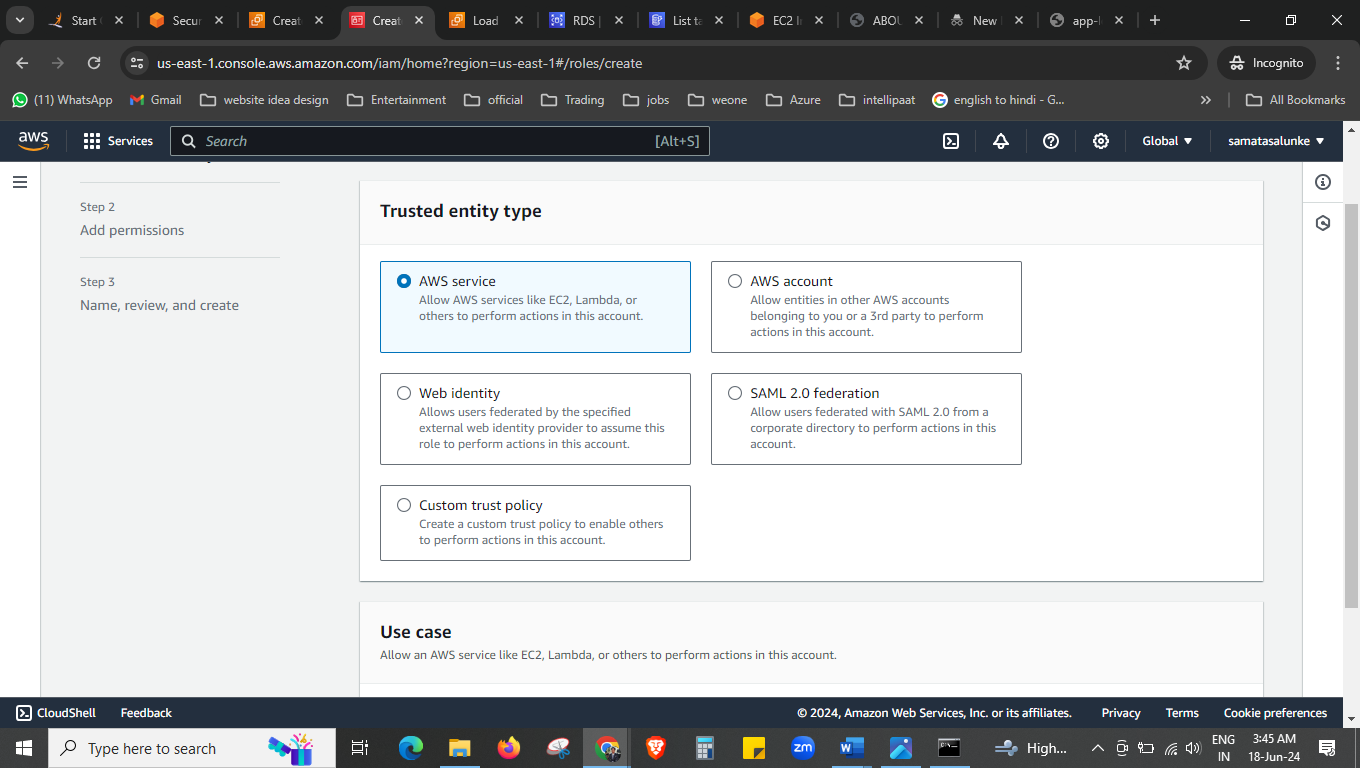 Start
Secur
Creat
Creat
Load
RDS |
List ta
EC2 I
ABOU
New
app-
us-east-1.console.aws.amazon.com/iam/home?region=us-east-1#/roles/create
Incognito
(11) WhatsApp
Gmail
website idea design
Entertainment
official
Trading
jobs
weone
Azure
intellipaat
english to hindi - G...
All Bookmarks
aws
Services
Search
[Alt+S]
Global
samatasalunke
Step 2
Add permissions
Step 3
Name, review, and create
Trusted entity type
AWS service
Allow AWS services like EC2, Lambda, or
others to perform actions in this account.
AWS account
Allow entities in other AWS accounts
belonging to you or a 3rd party to perform
actions in this account.
Web identity
Allows users federated by the specified
external web identity provider to assume this
role to perform actions in this account.
SAML 2.0 federation
Allow users federated with SAML 2.0 from a
corporate directory to perform actions in this
account.
Custom trust policy
Create a custom trust policy to enable others
to perform actions in this account.
Use case
Allow an AWS service like EC2, Lambda, or others to perform actions in this account.
CloudShell
Feedback
© 2024, Amazon Web Services, Inc. or its affiliates.
Privacy
Terms
Cookie preferences
Type here to search
zm
High...
ENG
IN
3:45 AM
18-Jun-24